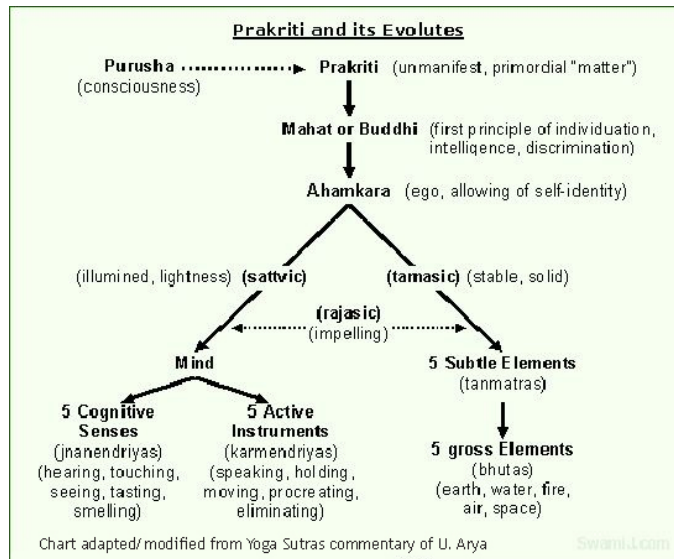 Prakriti and its Evolutes
Purusha Prakriti (unmanifest, primordial "matter")
(consciousness)
Mahat or Buddhi (first principle of individuation,
intelligence, discrimination)
Ahamkara (ego, allowing of self-identity)
(illumined, lightness) (sattvic) (tamasic) (stable, solid)
(rajasic)
(impelling)
Mind
5 Subtle Elements
(tanmatras)
5 Cognitive
Senses
(jnanendriyas)
(hearing, touching,
seeing, tasting,
smelling)
5 Active
Instruments
(karmendriyas)
(speaking, holding,
moving, procreating,
eliminating)
5 gross Elements
(bhutas)
(earth, water, fire,
air, space)
Chart adapted/ modified from Yoga Sutras commentary of U. Arya
SwamiJ.com